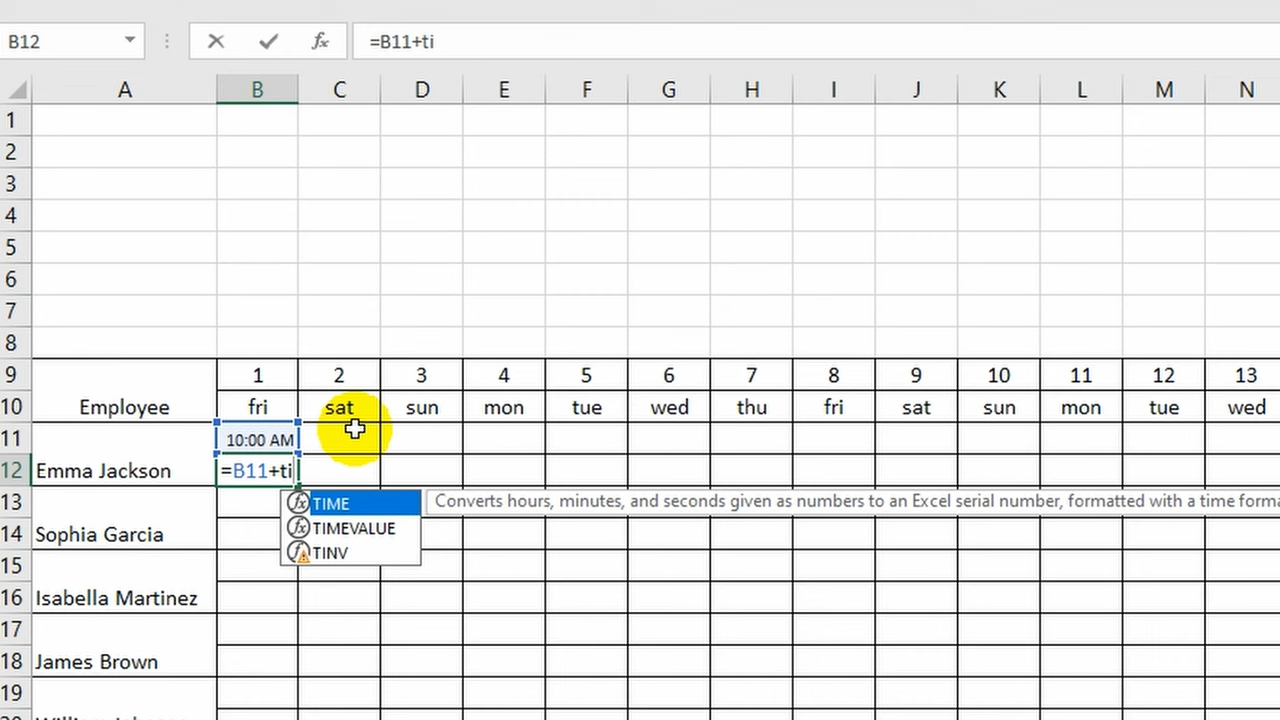 B12 =B11+ti
A B C D E F G H I J K L M N
1
2
3
4
5
6
7
8
9 1 2 3 4 5 6 7 8 9 10 11 12 13
10 Employee fri sat sun mon tue wed thu fri sat sun mon tue wed
11 10:00 AM
12 Emma Jackson =B11+ti
13 TIME Converts hours, minutes, and seconds given as numbers to an Excel serial number, formatted with a time
14 Sophia Garcia TIMEVALUE
15 TINV
16 Isabella Martinez
17
18 James Brown
19